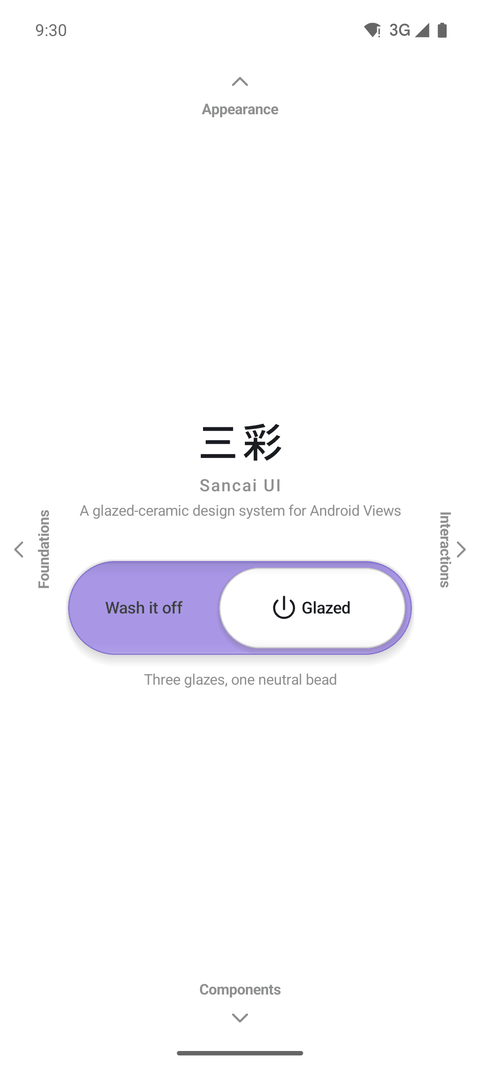 9:30
3G
Appearance
三彩
Sancai UI
A glazed-ceramic design system for Android Views
Foundations
Interactions
Wash it off
Glazed
Three glazes, one neutral bead
Components